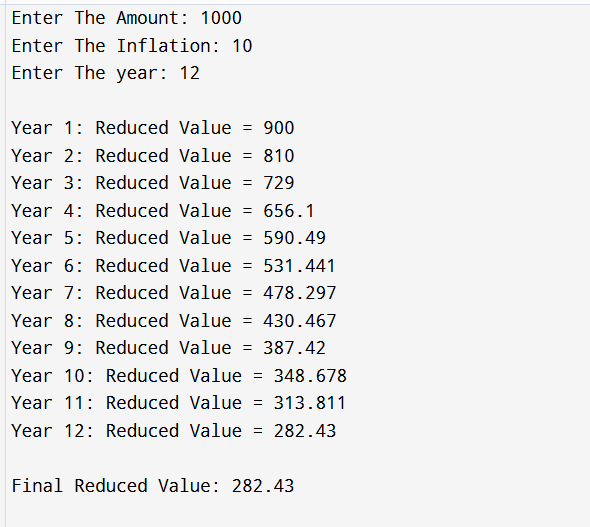 Enter The Amount: 1000
Enter The Inflation: 10
Enter The year: 12
Year 1: Reduced Value = 900
Year 2: Reduced Value = 810
Year 3: Reduced Value = 729
Year 4: Reduced Value = 656.1
Year 5: Reduced Value = 590.49
Year 6: Reduced Value = 531.441
Year 7: Reduced Value = 478.297
Year 8: Reduced Value = 430.467
Year 9: Reduced Value = 387.42
Year 10: Reduced Value = 348.678
Year 11: Reduced Value = 313.811
Year 12: Reduced Value = 282.43
Final Reduced Value: 282.43